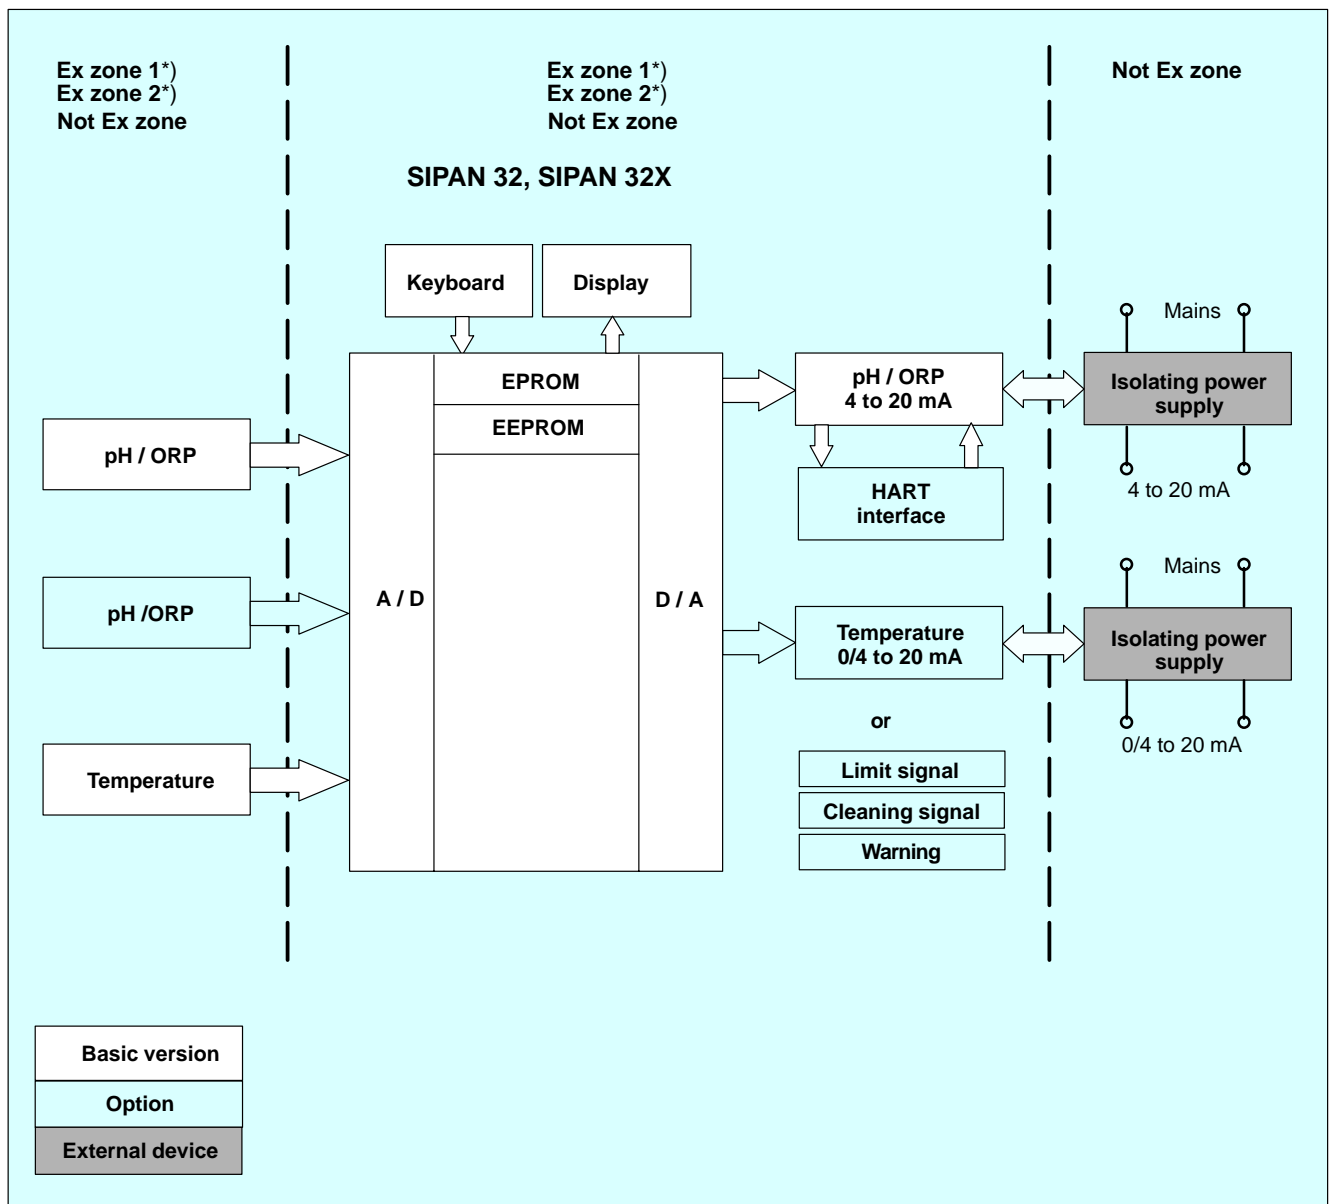 Ex zone 1*)
Ex zone 2*)
Not Ex zone
Ex zone 1*)
Ex zone 2*)
Not Ex zone
Not Ex zone
SIPAN 32, SIPAN 32X
Keyboard
Display
Mains
EPROM
EEPROM
pH / ORP
4 to 20 mA
Isolating power
supply
pH / ORP
HART
interface
4 to 20 mA
Mains
pH /ORP
A / D
D / A
Temperature
0/4 to 20 mA
Isolating power
supply
or
0/4 to 20 mA
Temperature
Limit signal
Cleaning signal
Warning
Basic version
Option
External device